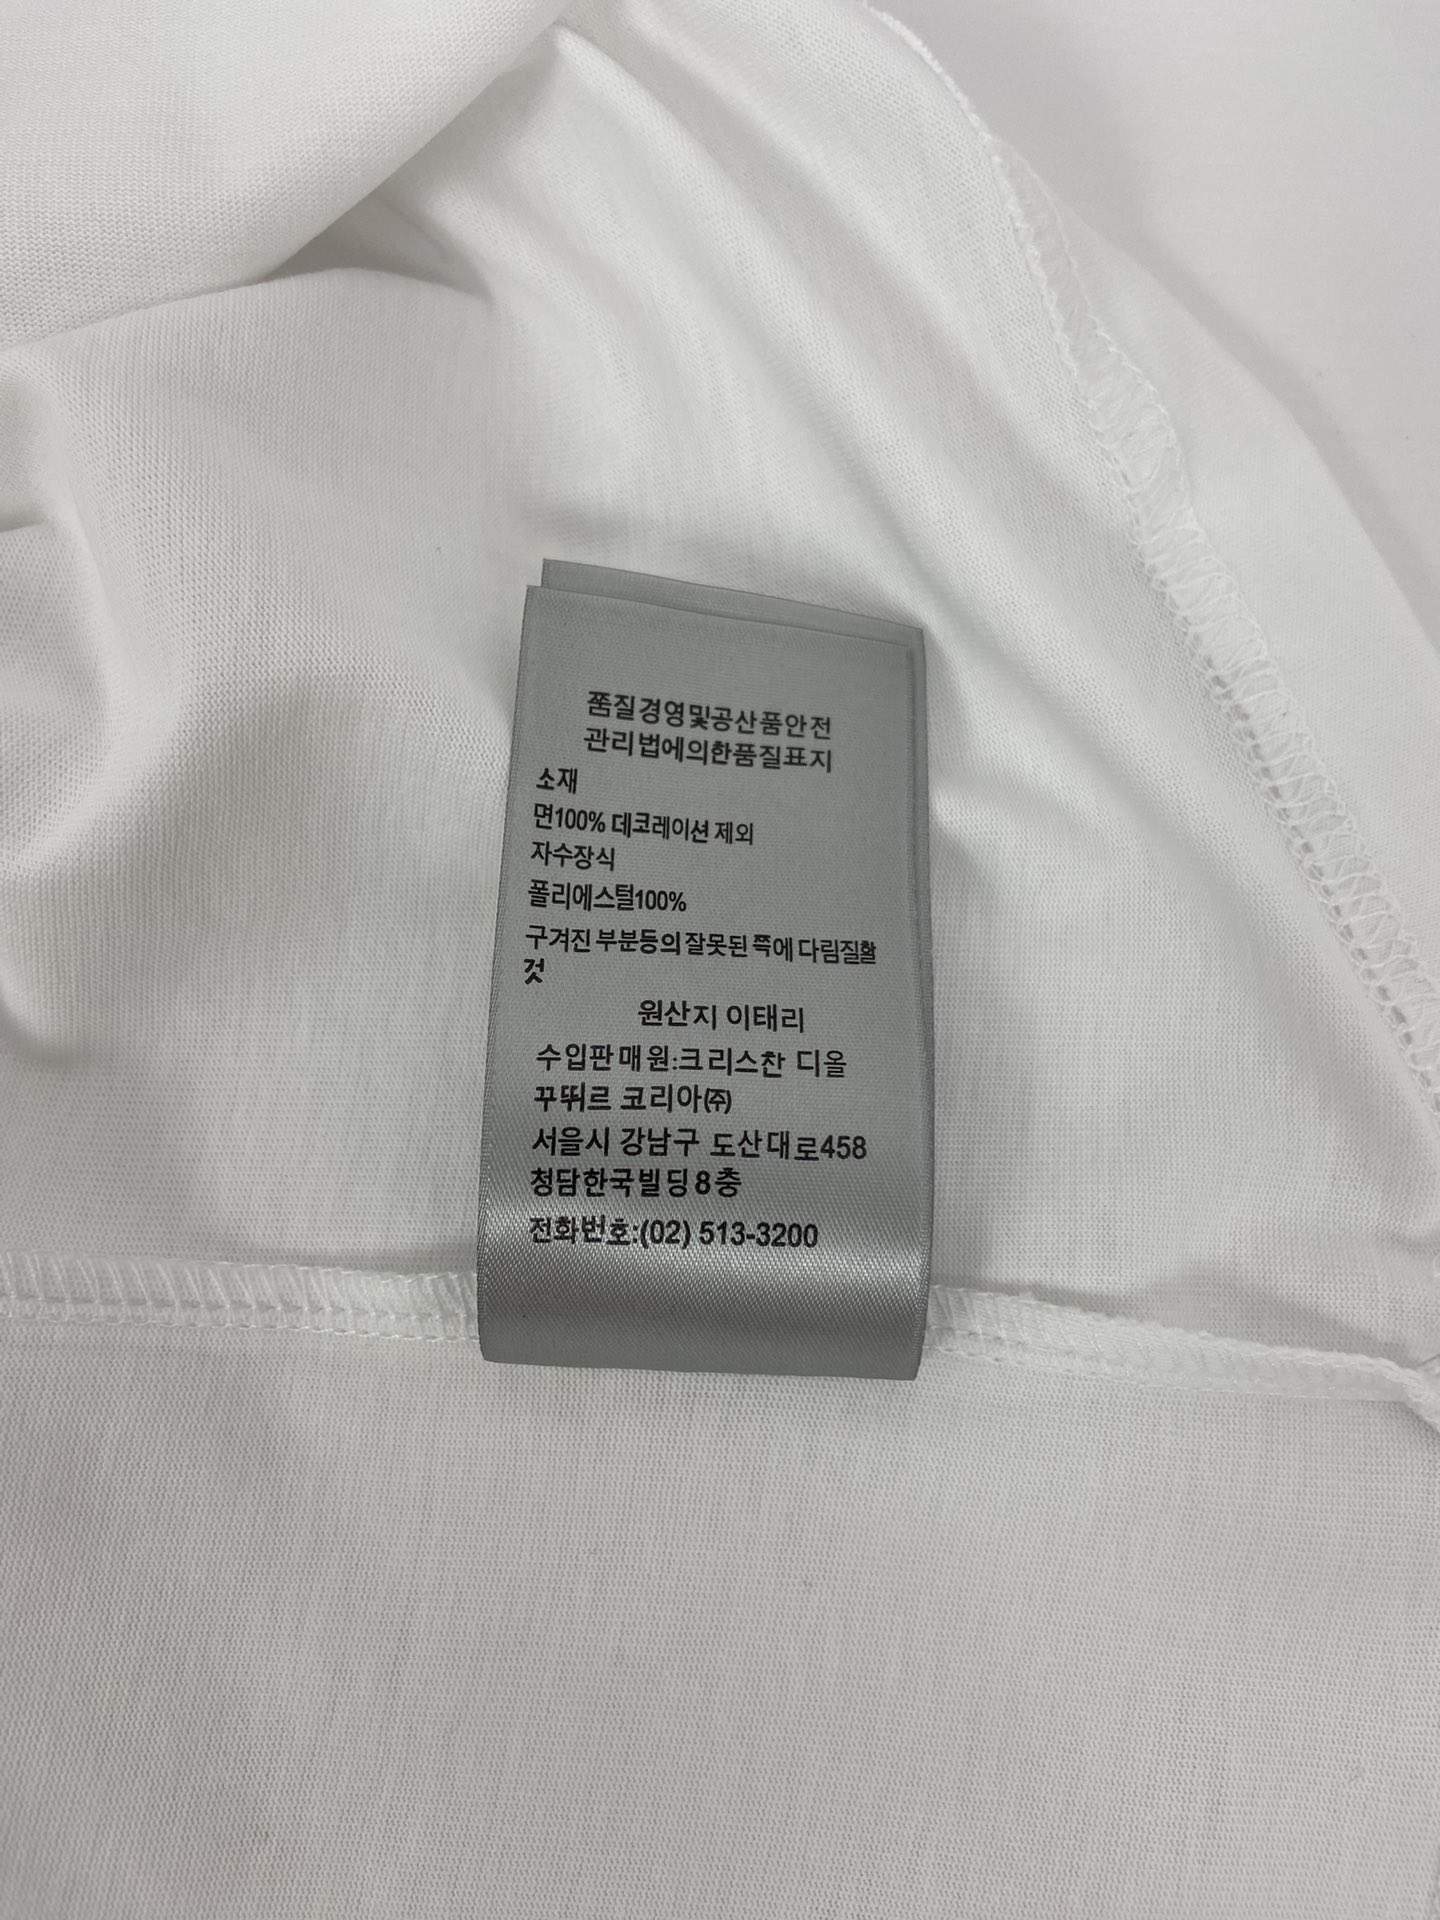 품질경영및공산품안전
관리법에의한품질표지
소재
면100% 데코레이션 제외
자수장식
폴리에스털100%
구겨진 부분등의 잘못된 쪽에 다림질할
것
원산지 이태리
수입판매원:크리스찬 디올
꾸뛰르 코리아㈜
서울시 강남구 도산대로458
청담한국빌딩8층
전화번호:(02) 513-3200